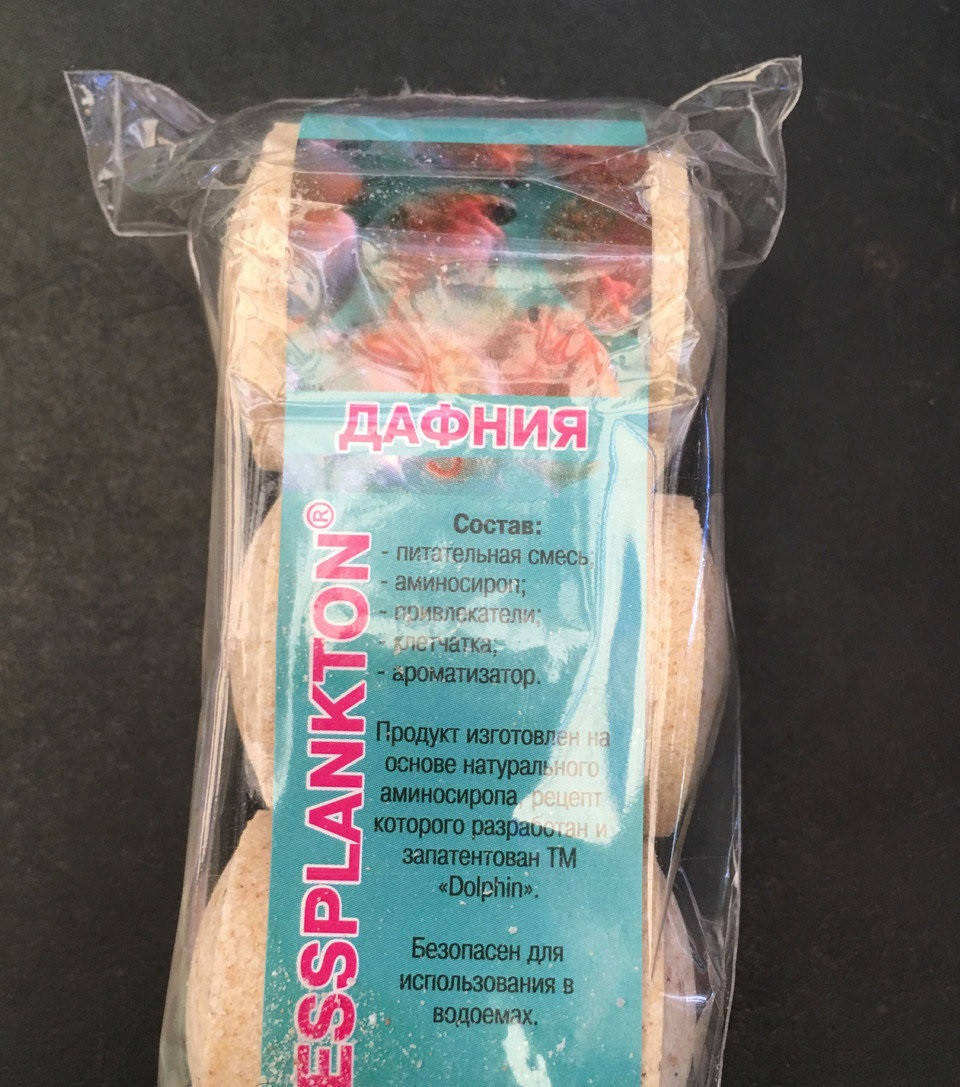 ДАФНИЯ
ESSPLANKTON®
Состав:
- питательная смесь;
- аминосироп;
- привлекатели;
- клетчатка;
- ароматизатор.
Продукт изготовлен на
основе натурального
аминосиропа, рецепт
которого разработан и
запатентован ТМ
«Dolphin».
Безопасен для
использования в
водоемах.